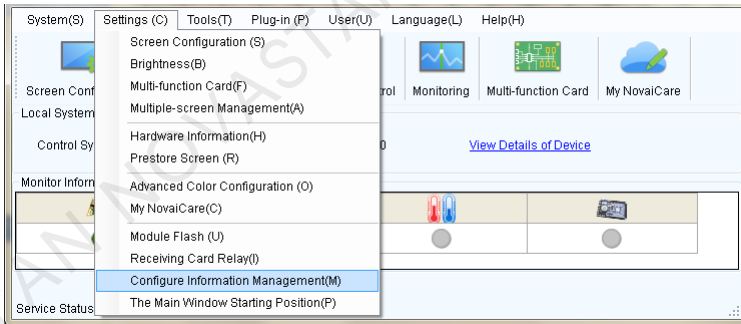 System(S) Settings (C) Tools(T) Plug-in (P) User(U) Language(L) Help(H)
Screen Configuration (S)
Brightness(B)
Multi-function Card(F)
Multiple-screen Management(A)
Hardware Information(H)
Prestore Screen (R)
Advanced Color Configuration (O)
My NovaiCare(C)
Module Flash (U)
Receiving Card Relay(I)
Configure Information Management(M)
The Main Window Starting Position(P)
Screen Conf rol Monitoring Multi-function Card My NovaiCare
Local System
Control Sy 0 View Details of Device
Monitor Inforn
Service Status
AN NOVASTAR